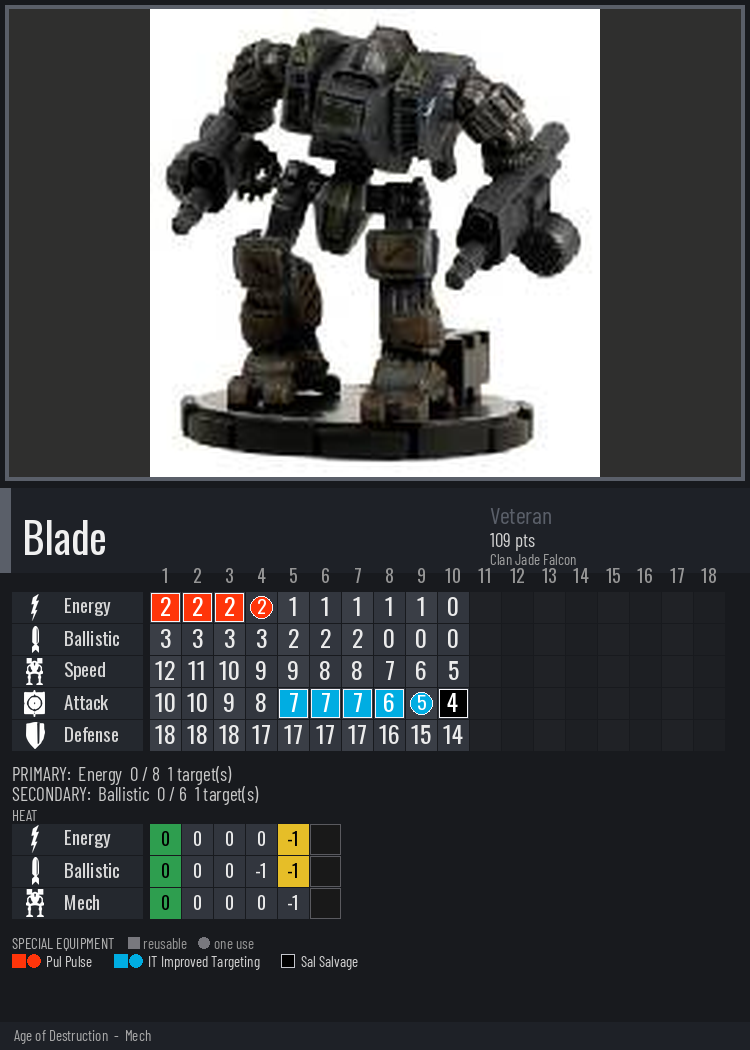 Blade
Veteran
109 pts
Clan Jade Falcon
1 2 3 4 5 6 7 8 9 10 11 12 13 14 15 16 17 18
Energy 2 2 2 2 1 1 1 1 1 0
Ballistic 3 3 3 3 2 2 2 0 0 0
Speed 12 11 10 9 9 8 8 7 6 5
Attack 10 10 9 8 7 7 7 6 5 4
Defense 18 18 18 17 17 17 17 16 15 14
PRIMARY: Energy 0 / 8 1 target(s)
SECONDARY: Ballistic 0 / 6 1 target(s)
HEAT
Energy 0 0 0 0 -1
Ballistic 0 0 0 -1 -1
Mech 0 0 0 0 -1
SPECIAL EQUIPMENT reusable one use
Pul Pulse IT Improved Targeting Sal Salvage
Age of Destruction - Mech